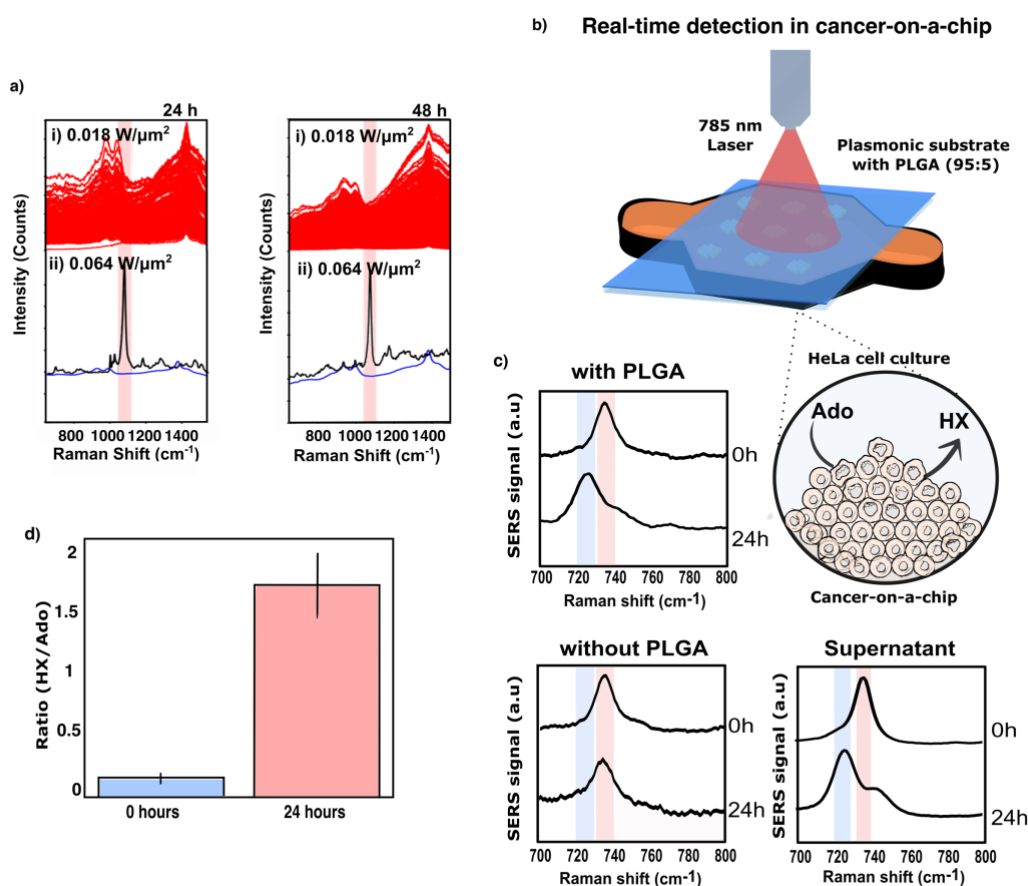 a)
24 h
i) 0.018 W/µm²
ii) 0.064 W/µm²
Intensity (Counts)
800 1000 1200 1400
Raman Shift (cm⁻¹)
48 h
i) 0.018 W/µm²
ii) 0.064 W/µm²
Intensity (Counts)
800 1000 1200 1400
Raman Shift (cm⁻¹)
b) Real-time detection in cancer-on-a-chip
785 nm
Laser
Plasmonic substrate
with PLGA (95:5)
HeLa cell culture
Ado
HX
Cancer-on-a-chip
c)
with PLGA
SERS signal (a.u)
0h
24h
700 720 740 760 780 800
Raman shift (cm-1)
without PLGA
SERS signal (a.u)
0h
24h
700 720 740 760 780 800
Raman shift (cm-1)
Supernatant
SERS signal (a.u)
0h
24h
700 720 740 760 780 800
Raman shift (cm-1)
d)
Ratio (HX/Ado)
2
1.5
1
0.5
0
0 hours
24 hours